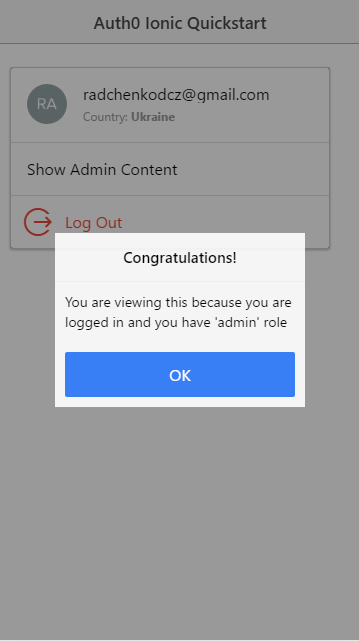 Auth0 Ionic Quickstart
RA
radchenkodcz@gmail.com
Country: Ukraine
Show Admin Content
Log Out
Congratulations!
You are viewing this because you are
logged in and you have 'admin' role
OK